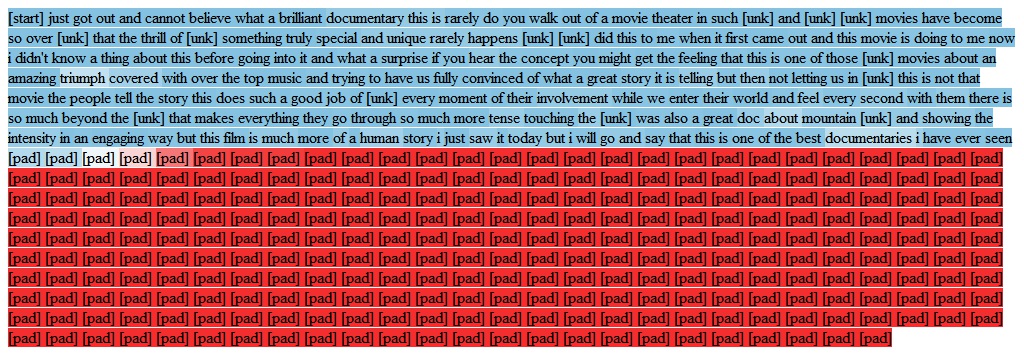 [start] just got out and cannot believe what a brilliant documentary this is rarely do you walk out of a movie theater in such [unk] and [unk] [unk] movies have become
so over [unk] that the thrill of [unk] something truly special and unique rarely happens [unk] [unk] did this to me when it first came out and this movie is doing to me now
i didn't know a thing about this before going into it and what a surprise if you hear the concept you might get the feeling that this is one of those [unk] movies about an
amazing triumph covered with over the top music and trying to have us fully convinced of what a great story it is telling but then not letting us in [unk] this is not that
movie the people tell the story this does such a good job of [unk] every moment of their involvement while we enter their world and feel every second with them there is
so much beyond the [unk] that makes everything they go through so much more tense touching the [unk] was also a great doc about mountain [unk] and showing the
intensity in an engaging way but this film is much more of a human story i just saw it today but i will go and say that this is one of the best documentaries i have ever seen
[pad] [pad] [pad] [pad] [pad] [pad] [pad] [pad] [pad] [pad] [pad] [pad] [pad] [pad] [pad] [pad] [pad] [pad] [pad] [pad] [pad] [pad] [pad] [pad] [pad] [pad] [pad]
[pad] [pad] [pad] [pad] [pad] [pad] [pad] [pad] [pad] [pad] [pad] [pad] [pad] [pad] [pad] [pad] [pad] [pad] [pad] [pad] [pad] [pad] [pad] [pad] [pad] [pad] [pad]
[pad] [pad] [pad] [pad] [pad] [pad] [pad] [pad] [pad] [pad] [pad] [pad] [pad] [pad] [pad] [pad] [pad] [pad] [pad] [pad] [pad] [pad] [pad] [pad] [pad] [pad] [pad]
[pad] [pad] [pad] [pad] [pad] [pad] [pad] [pad] [pad] [pad] [pad] [pad] [pad] [pad] [pad] [pad] [pad] [pad] [pad] [pad] [pad] [pad] [pad] [pad] [pad] [pad] [pad]
[pad] [pad] [pad] [pad] [pad] [pad] [pad] [pad] [pad] [pad] [pad] [pad] [pad] [pad] [pad] [pad] [pad] [pad] [pad] [pad] [pad] [pad] [pad] [pad] [pad] [pad] [pad]
[pad] [pad] [pad] [pad] [pad] [pad] [pad] [pad] [pad] [pad] [pad] [pad] [pad] [pad] [pad] [pad] [pad] [pad] [pad] [pad] [pad] [pad] [pad] [pad] [pad] [pad] [pad]
[pad] [pad] [pad] [pad] [pad] [pad] [pad] [pad] [pad] [pad] [pad] [pad] [pad] [pad] [pad] [pad] [pad] [pad] [pad] [pad] [pad] [pad] [pad] [pad] [pad] [pad] [pad]
[pad] [pad] [pad] [pad] [pad] [pad] [pad] [pad] [pad] [pad] [pad] [pad] [pad] [pad] [pad] [pad] [pad] [pad] [pad] [pad] [pad] [pad] [pad] [pad] [pad] [pad] [pad]
[pad] [pad] [pad] [pad] [pad] [pad] [pad] [pad] [pad] [pad] [pad] [pad] [pad] [pad] [pad] [pad] [pad] [pad] [pad] [pad] [pad] [pad] [pad] [pad] [pad] [pad] [pad]
[pad] [pad] [pad] [pad] [pad] [pad] [pad] [pad] [pad] [pad] [pad] [pad] [pad] [pad] [pad] [pad] [pad] [pad] [pad] [pad] [pad] [pad] [pad] [pad]